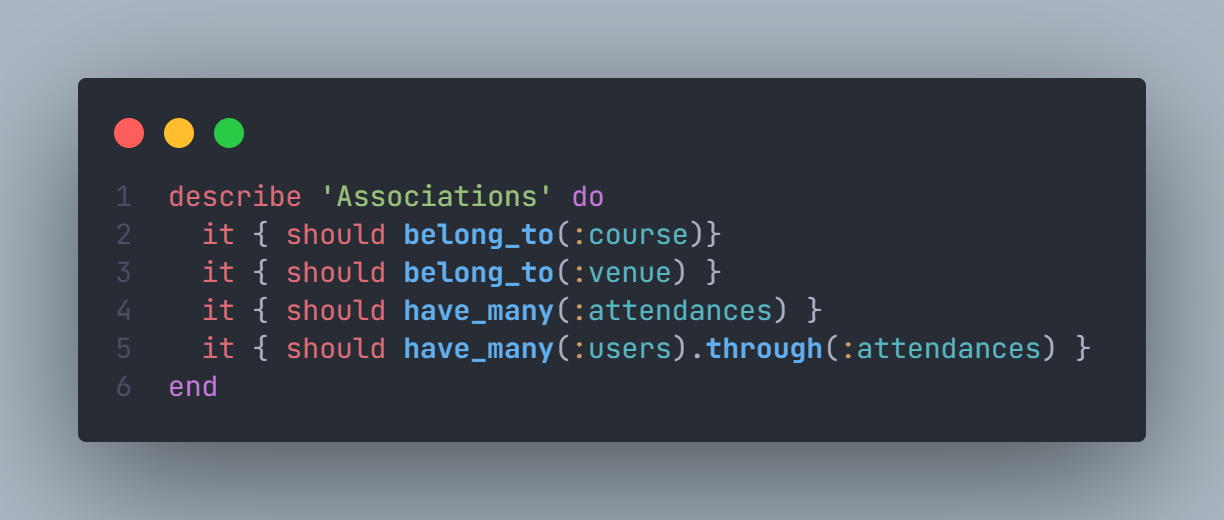 1 describe 'Associations' do
2   it { should belong_to(:course)}
3   it { should belong_to(:venue) }
4   it { should have_many(:attendances) }
5   it { should have_many(:users).through(:attendances) }
6 end